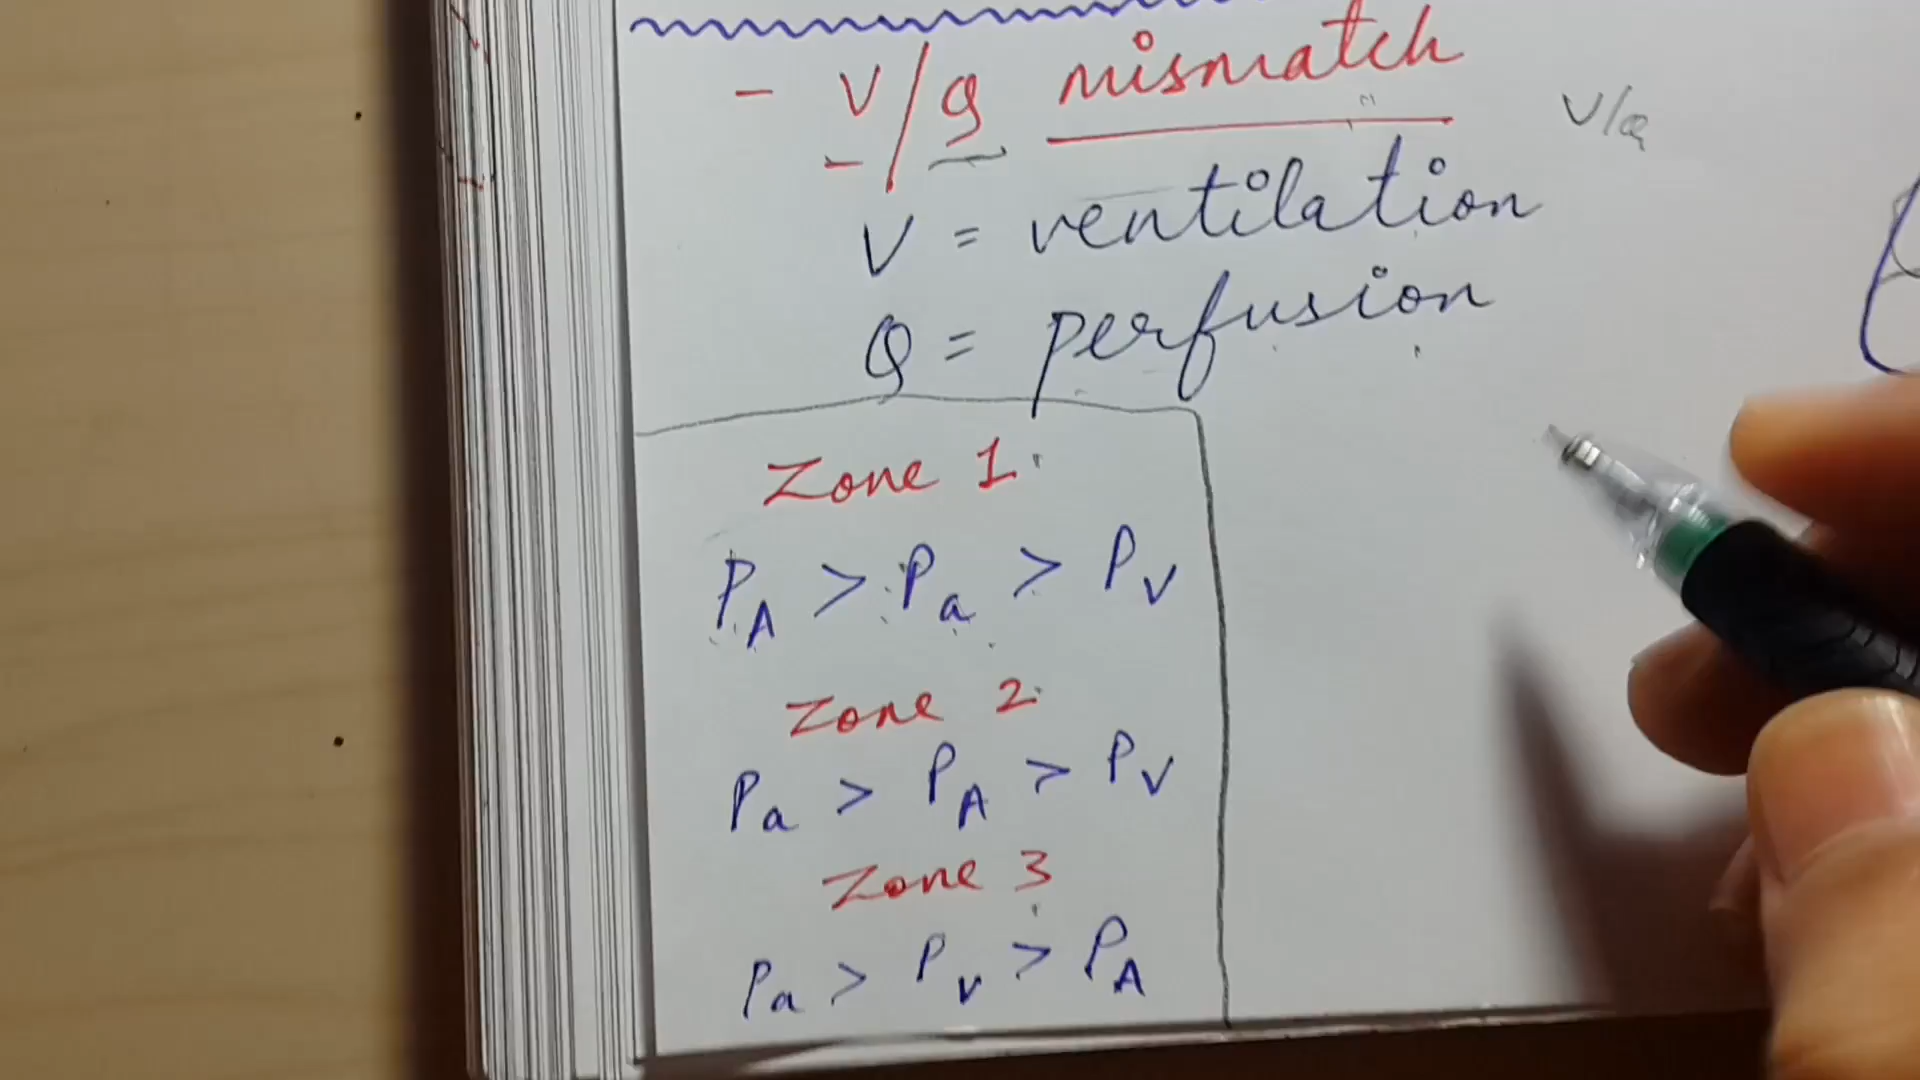 - V/Q mismatch
V/Q
V = ventilation
Q = perfusion
Zone 1
PA > Pa > PV
Zone 2
Pa > PA > PV
Zone 3
Pa > Pv > PA